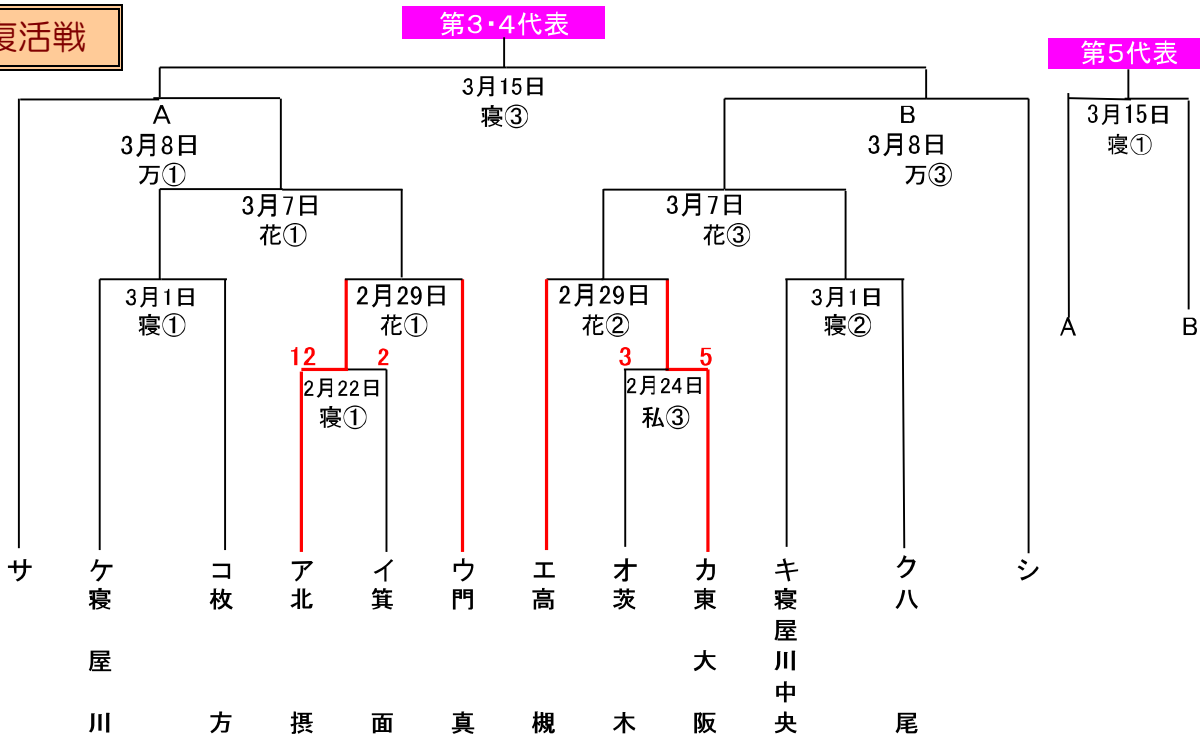 復活戦
第3・4代表
第5代表
3月15日
寝③
A
3月8日
万①
B
3月8日
万③
3月15日
寝①
3月7日
花①
3月7日
花③
3月1日
寝①
2月29日
花①
2月29日
花②
3月1日
寝②
A
B
12
2
3
5
2月22日
寝①
2月24日
私③
サ
ケ寝屋川
コ枚方
ア北摂
イ箕面
ウ門真
エ高槻
オ茨木
カ東大阪
キ寝屋川中央
ク八尾
シ